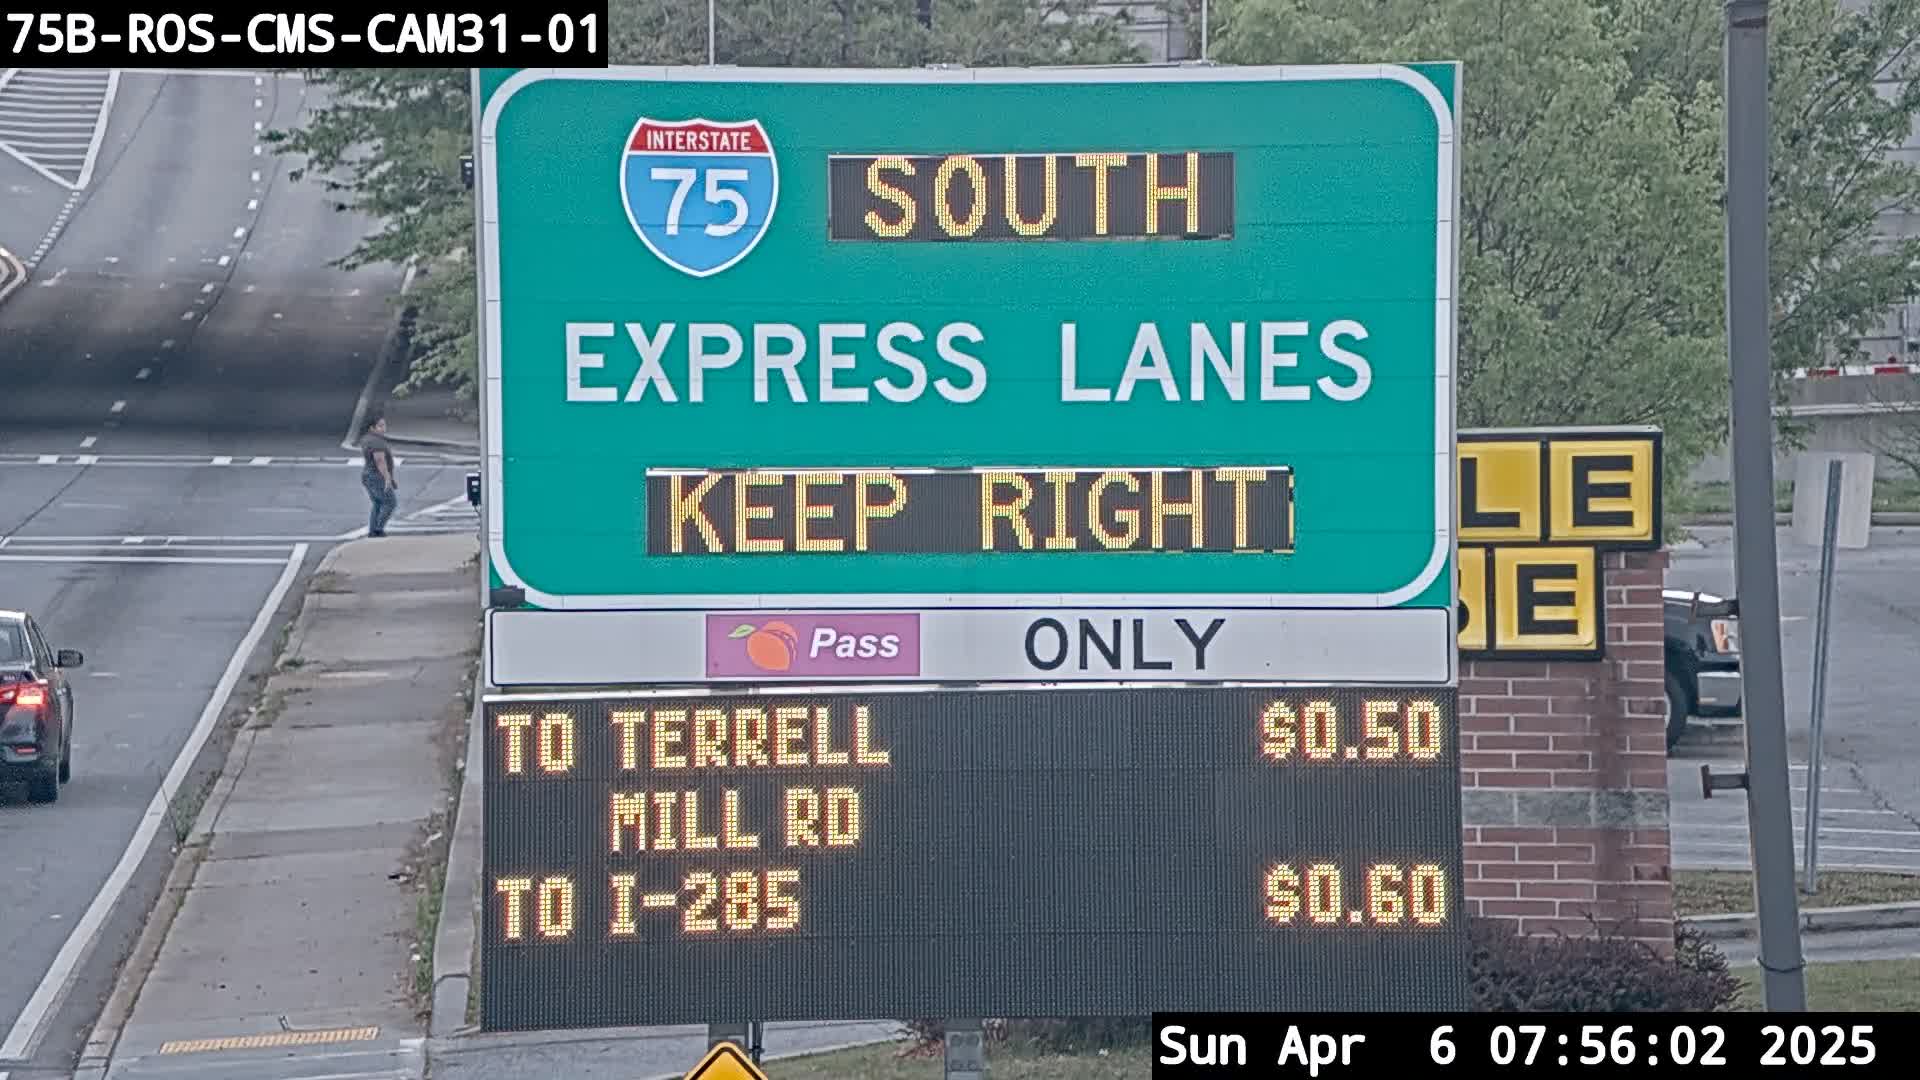 75B-ROS-CMS-CAM31-01
INTERSTATE
75
SOUTH
EXPRESS LANES
KEEP RIGHT
Pass ONLY
LE
E
TO TERRELL $0.50
MILL RD
TO I-285 $0.60
Sun Apr 6 07:56:02 2025